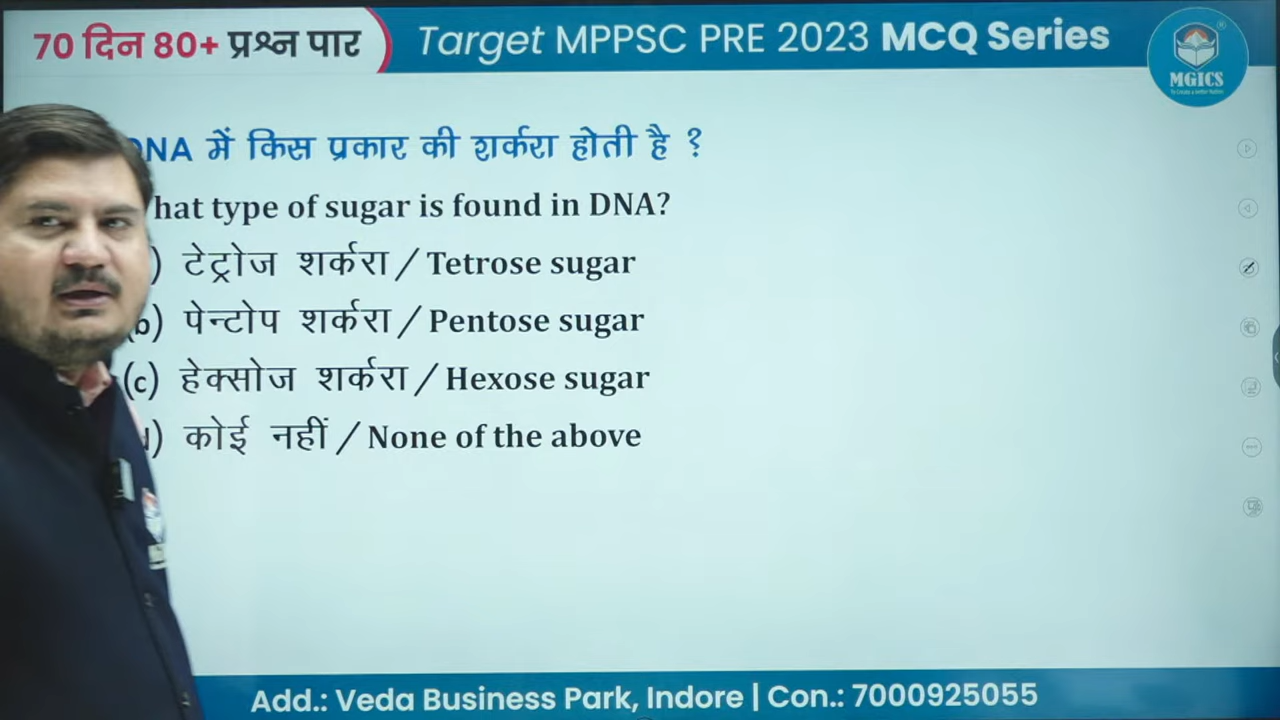 70 दिन 80+ प्रश्न पार
Target MPPSC PRE 2023 MCQ Series
MGICS
DNA में किस प्रकार की शर्करा होती है ?
hat type of sugar is found in DNA?
) टेट्रोज शर्करा / Tetrose sugar
(b) पेन्टोप शर्करा / Pentose sugar
(c) हेक्सोज शर्करा / Hexose sugar
) कोई नहीं / None of the above
Add.: Veda Business Park, Indore | Con.: 7000925055